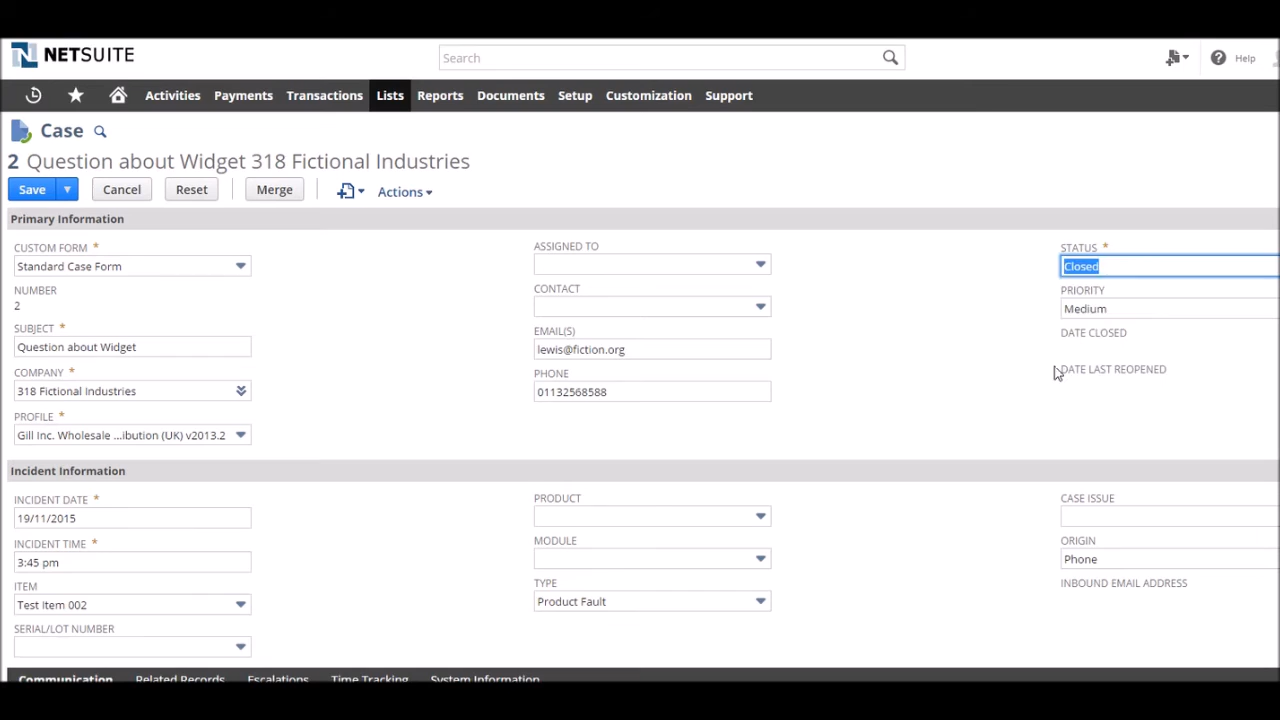 NETSUITE
Search
Help
Activities Payments Transactions Lists Reports Documents Setup Customization Support
Case
2 Question about Widget 318 Fictional Industries
Save Cancel Reset Merge Actions
Primary Information
CUSTOM FORM *
Standard Case Form
NUMBER
2
SUBJECT *
Question about Widget
COMPANY *
318 Fictional Industries
PROFILE *
Gill Inc. Wholesale ...ibution (UK) v2013.2
ASSIGNED TO
CONTACT
EMAIL(S)
lewis@fiction.org
PHONE
01132568588
STATUS *
Closed
PRIORITY
Medium
DATE CLOSED
DATE LAST REOPENED
Incident Information
INCIDENT DATE *
19/11/2015
INCIDENT TIME *
3:45 pm
ITEM
Test Item 002
SERIAL/LOT NUMBER
PRODUCT
MODULE
TYPE
Product Fault
CASE ISSUE
ORIGIN
Phone
INBOUND EMAIL ADDRESS
Communication Related Records Escalations Time Tracking System Information